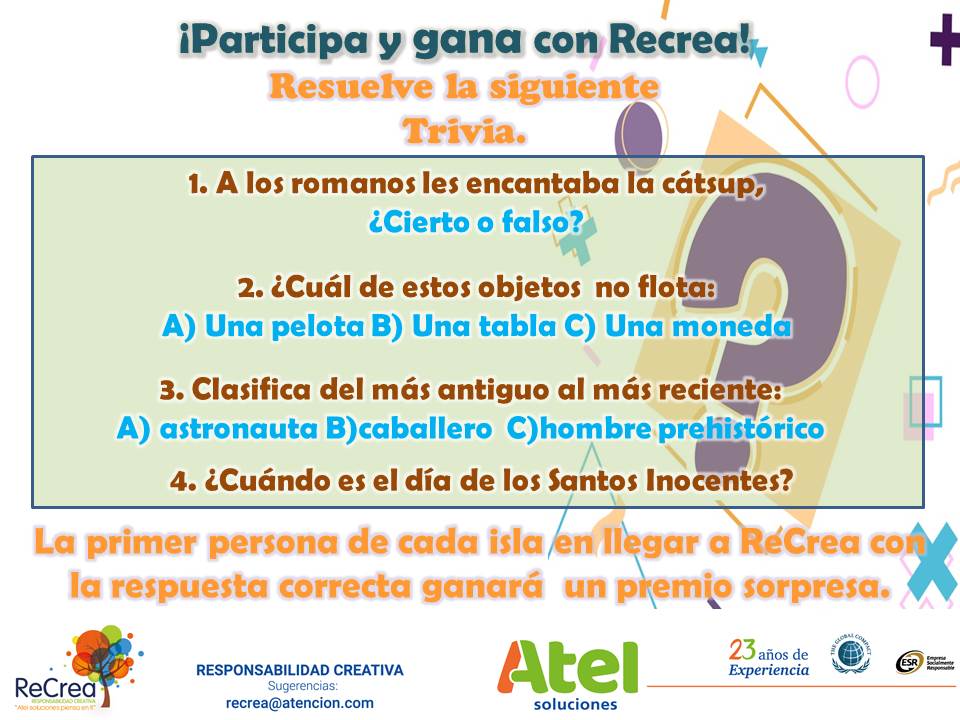 ¡Participa y gana con Recrea!
Resuelve la siguiente
Trivia.
1. A los romanos les encantaba la cátsup,
¿Cierto o falso?
2. ¿Cuál de estos objetos no flota:
A) Una pelota B) Una tabla C) Una moneda
3. Clasifica del más antiguo al más reciente:
A) astronauta B)caballero C)hombre prehistórico
4. ¿Cuándo es el día de los Santos Inocentes?
La primer persona de cada isla en llegar a ReCrea con
la respuesta correcta ganará un premio sorpresa.
ReCrea
RESPONSABILIDAD CREATIVA
"Atel soluciones piensa en ti"
RESPONSABILIDAD CREATIVA
Sugerencias:
recrea@atencion.com
Atel
soluciones
23 años de
Experiencia
THE GLOBAL COMPACT
ESR
Empresa
Socialmente
Responsable